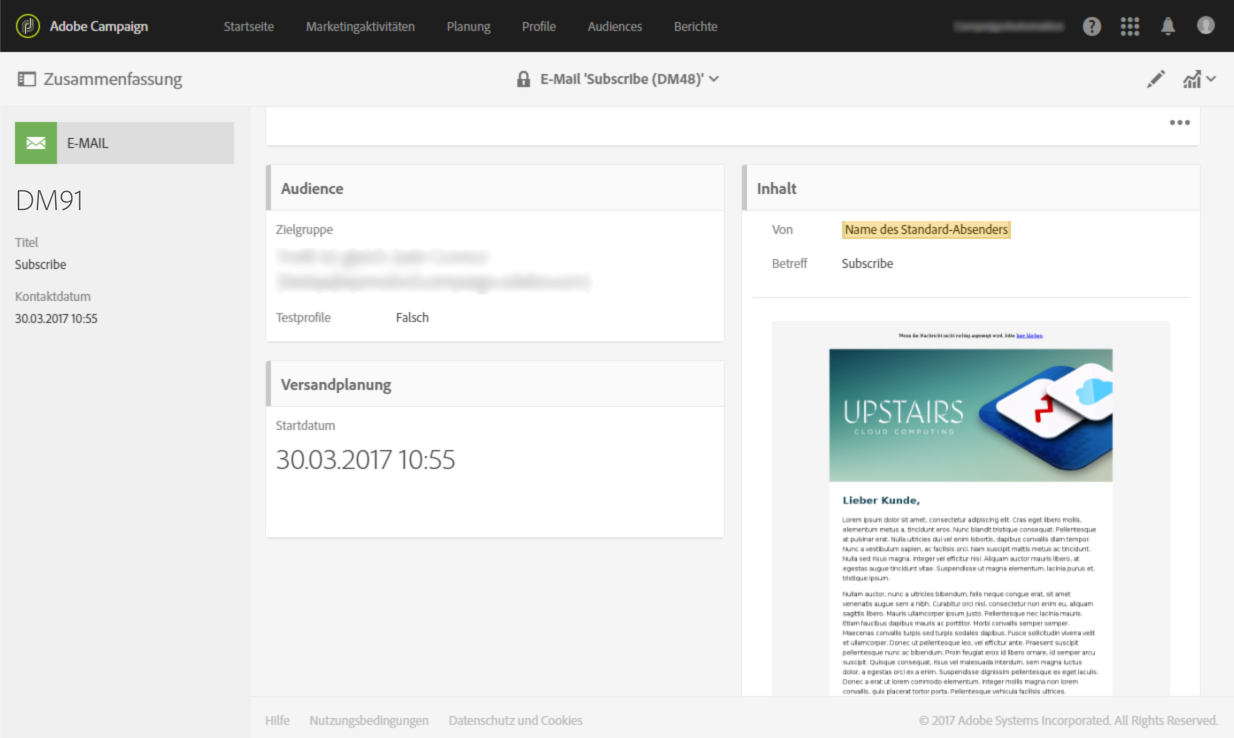 Adobe Campaign
Startseite
Marketingaktivitäten
Planung
Profile
Audiences
Berichte
Zusammenfassung
E-Mail 'Subscribe (DM48)'
E-MAIL
DM91
Titel
Subscribe
Kontaktdatum
30.03.2017 10:55
Audience
Zielgruppe
Testprofile Falsch
Versandplanung
Startdatum
30.03.2017 10:55
Inhalt
Von Name des Standard-Absenders
Betreff Subscribe
UPSTAIRS
CLOUD COMPUTING
Lieber Kunde,
Lorem ipsum dolor sit amet, consectetur adipiscing elit. Cras eget libero mollis,
elementum metus a, tincidunt eros. Nunc blandit tristique consequat. Pellentesque
at pulvinar erat. Nulla ultricies dui vel enim lobortis, dapibus convallis diam tempor.
Nunc a vestibulum sapien, ac facilisis orci. Nam suscipit mattis metus ac tincidunt.
Nulla sed risus magna. Integer vel efficitur nisi. Aliquam auctor mauris libero, at
egestas augue tincidunt vitae. Suspendisse ut magna elementum, lacinia purus et,
tristique ipsum.
Nullam auctor, nunc a ultricies bibendum, felis neque congue erat, sit amet
venenatis augue sem a nibh. Curabitur orci nisl, consectetur non enim eu, aliquam
sagittis libero. Mauris ullamcorper ipsum justo. Pellentesque nec lacinia mauris.
Etiam faucibus dapibus mauris ac porttitor. Morbi convallis semper semper.
Maecenas convallis turpis sed turpis sodales dapibus. Fusce sollicitudin viverra velit
et ullamcorper. Donec ut pellentesque leo, vel efficitur ante. Praesent suscipit
pellentesque nunc ac bibendum. Proin feugiat eros id libero ornare, id semper arcu
suscipit. Quisque consequat, risus vel malesuada interdum, sem magna luctus
dolor, a egestas orci ex a enim. Suspendisse dignissim pellentesque ex eget iaculis.
Donec a erat ut lorem commodo elementum. Integer mollis magna non lorem
convallis, quis placerat tortor porta. Pellentesque vehicula facilisis ultrices.
Hilfe
Nutzungsbedingungen
Datenschutz und Cookies
© 2017 Adobe Systems Incorporated. All Rights Reserved.